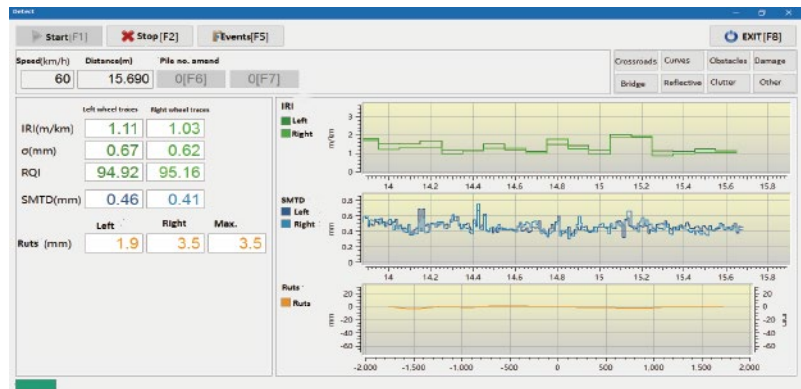 Detect
Start[F1] Stop[F2] Events[F5] EXIT[F8]
Speed(km/h) Distance(m) Pile no. amend
60 15.690 0[F6] 0[F7]
Crossroads Curves Obstacles Damage
Bridge Reflective Clutter Other
Left wheel traces Right wheel traces
IRI(m/km) 1.11 1.03
σ(mm) 0.67 0.62
RQI 94.92 95.16
SMTD(mm) 0.46 0.41
Left Right Max.
Ruts (mm) 1.9 3.5 3.5
IRI
Left
Right
m/km
3
2
1
0
14 14.2 14.4 14.6 14.8 15 15.2 15.4 15.6 15.8
SMTD
Left
Right
mm
0.8
0.6
0.4
0.2
0
14 14.2 14.4 14.6 14.8 15 15.2 15.4 15.6 15.8
Ruts
Ruts
mm
20
0
-20
-40
-60
20
0
-20
-40
-60
-2.000 -1.500 -1.000 -500 0 500 1.000 1.500 2.000